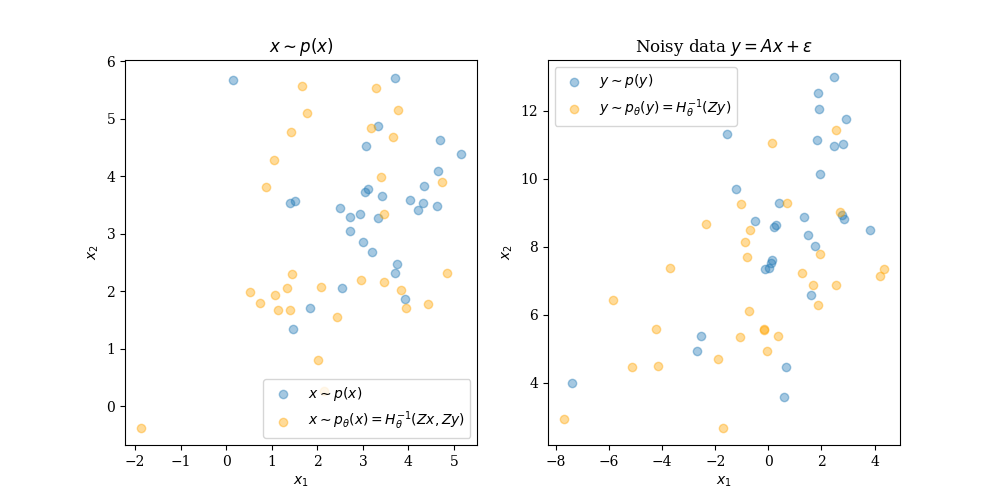 x ~ p(x)
6
5
4
3
2
1
0
x₂
−2
−1
0
1
2
3
4
5
x₁
x ~ p(x)
x ~ p_θ(x) = H_θ^{-1}(Zx, Zy)
Noisy data y = Ax + ε
y ~ p(y)
y ~ p_θ(y) = H_θ^{-1}(Zy)
12
10
8
6
4
x₂
−8
−6
−4
−2
0
2
4
x₁